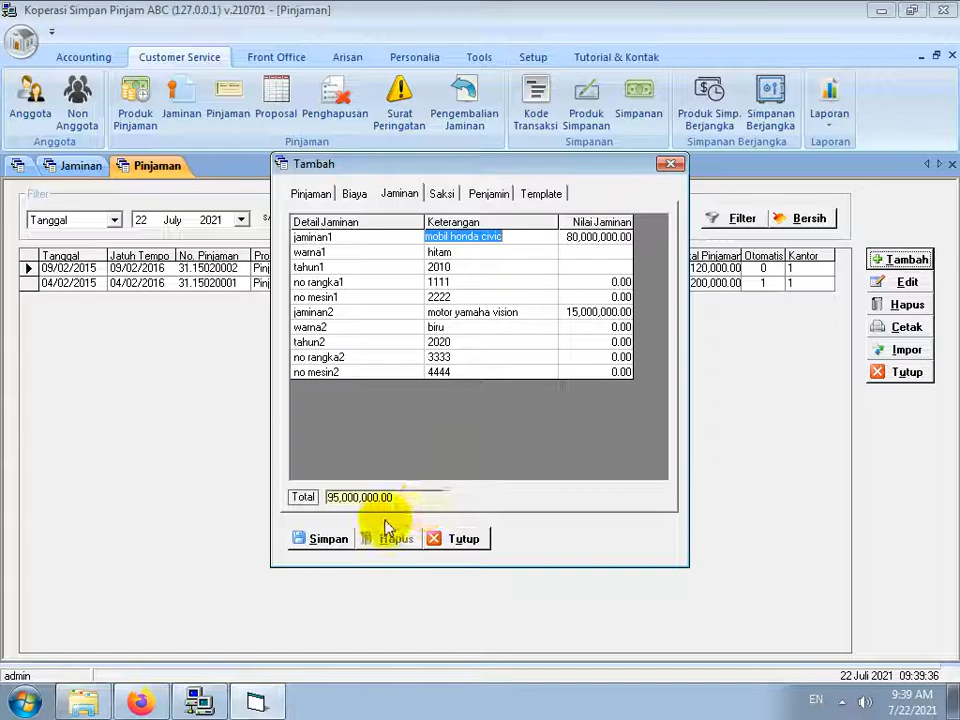 Koperasi Simpan Pinjam ABC (127.0.0.1) v.210701 - [Pinjaman]
Accounting Customer Service Front Office Arisan Personalia Tools Setup Tutorial & Kontak
Anggota Non Anggota Produk Pinjaman Jaminan Pinjaman Proposal Penghapusan Surat Peringatan Pengembalian Jaminan Kode Transaksi Produk Simpanan Simpanan Produk Simp. Berjangka Simpanan Berjangka Laporan
Anggota Pinjaman Simpanan Simpanan Berjangka Laporan
Jaminan Pinjaman
Filter
Tanggal 22 July 2021 Filter Bersih
Tanggal Jatuh Tempo No. Pinjaman Otomatis Kantor
09/02/2015 09/02/2016 31.15020002 120,000.00 0 1
04/02/2015 04/02/2016 31.15020001 200,000.00 1 1
Tambah
Edit
Hapus
Cetak
Impor
Tutup
Tambah
Pinjaman Biaya Jaminan Saksi Penjamin Template
Detail Jaminan Keterangan Nilai Jaminan
jaminan1 mobil honda civic 80,000,000.00
warna1 hitam
tahun1 2010
no rangka1 1111 0.00
no mesin1 2222 0.00
jaminan2 motor yamaha vision 15,000,000.00
warna2 biru 0.00
tahun2 2020 0.00
no rangka2 3333 0.00
no mesin2 4444 0.00
Total 95,000,000.00
Simpan Hapus Tutup
admin 22 Juli 2021 09:39:36
EN 9:39 AM
7/22/2021